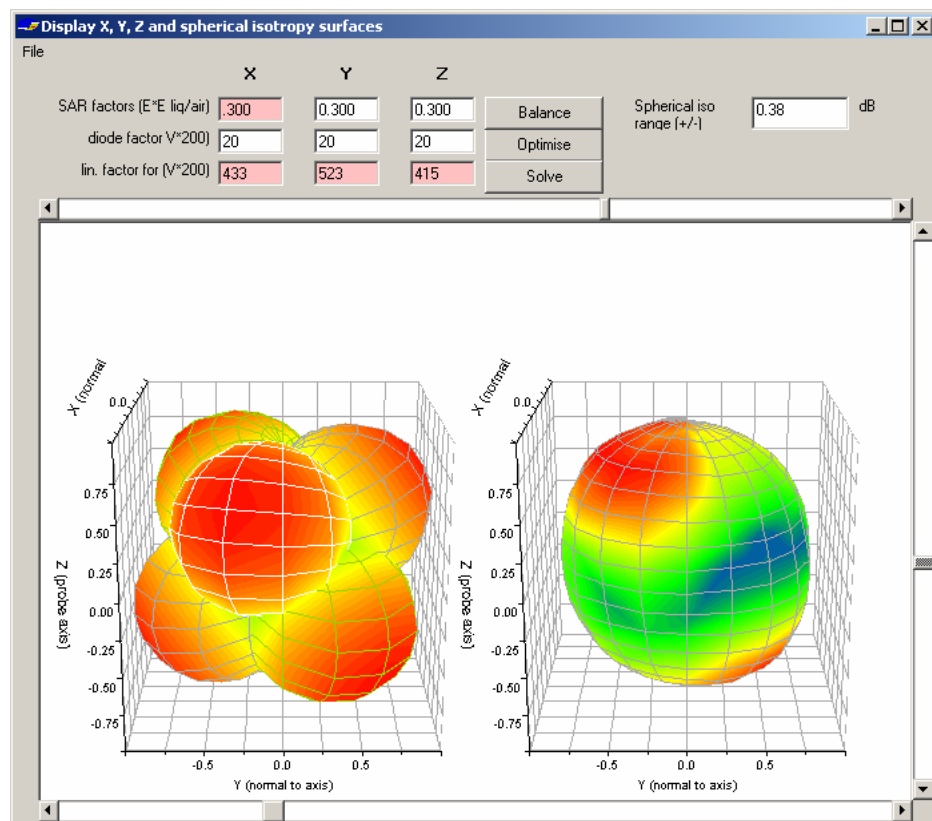 Display X, Y, Z and spherical isotropy surfaces
File
X Y Z
SAR factors (E*E liq/air) .300 0.300 0.300 Balance Spherical iso range (+/-) 0.38 dB
diode factor V*200) 20 20 20 Optimise
lin. factor for (V*200) 433 523 415 Solve
X (normal
0.0
0.75
0.50
0.25
0.00
-0.25
-0.50
-0.75
Z (probe axis)
-0.5 0.0 0.5
Y (normal to axis)
X (normal
0.0
0.75
0.50
0.25
0.00
-0.25
-0.50
-0.75
Z (probe axis)
-0.5 0.0 0.5
Y (normal to axis)